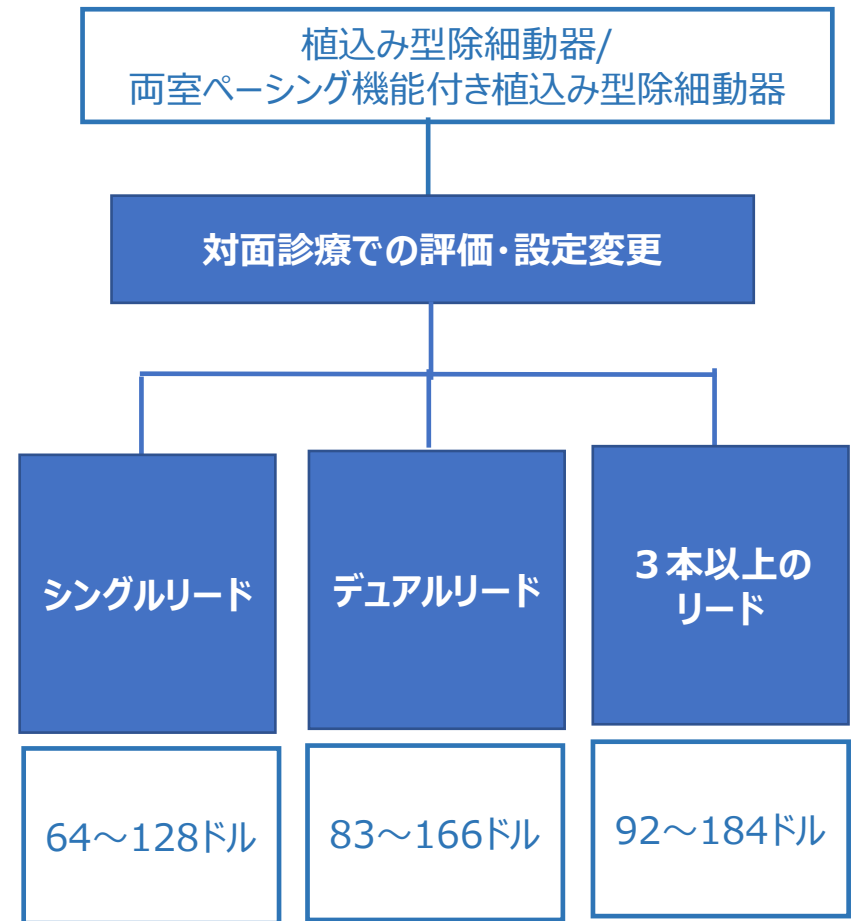 植込み型除細動器/
両室ペーシング機能付き植込み型除細動器
対面診療での評価・設定変更
シングルリード
デュアルリード
３本以上の
リード
64～128ドル
83～166ドル
92～184ドル